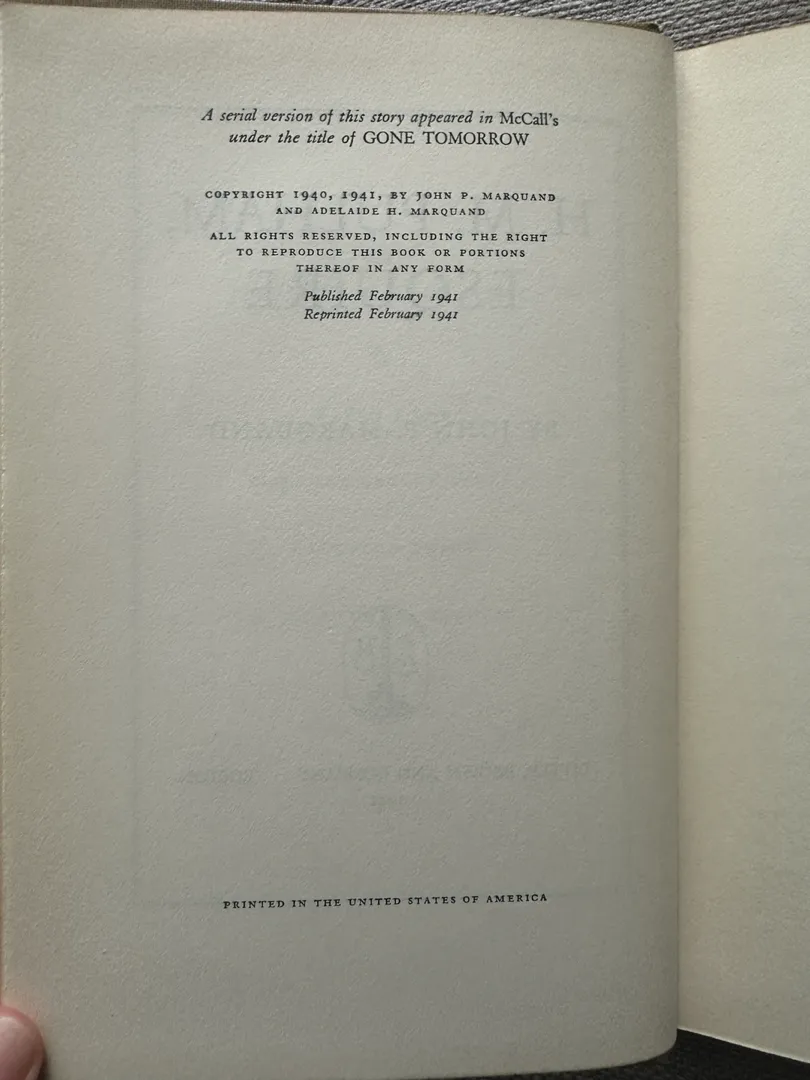 A serial version of this story appeared in McCall's
under the title of GONE TOMORROW
COPYRIGHT 1940, 1941, BY JOHN P. MARQUAND
AND ADELAIDE H. MARQUAND
ALL RIGHTS RESERVED, INCLUDING THE RIGHT
TO REPRODUCE THIS BOOK OR PORTIONS
THEREOF IN ANY FORM
Published February 1941
Reprinted February 1941
PRINTED IN THE UNITED STATES OF AMERICA